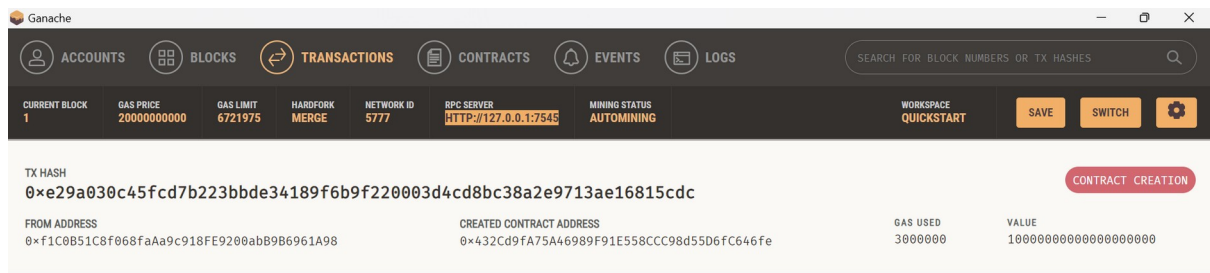 Ganache
ACCOUNTS BLOCKS TRANSACTIONS CONTRACTS EVENTS LOGS SEARCH FOR BLOCK NUMBERS OR TX HASHES
CURRENT BLOCK GAS PRICE GAS LIMIT HARDFORK NETWORK ID RPC SERVER MINING STATUS WORKSPACE
1 20000000000 6721975 MERGE 5777 HTTP://127.0.0.1:7545 AUTOMINING QUICKSTART SAVE SWITCH
TX HASH
0×e29a030c45fcd7b223bbde34189f6b9f220003d4cd8bc38a2e9713ae16815cdc CONTRACT CREATION
FROM ADDRESS CREATED CONTRACT ADDRESS GAS USED VALUE
0×f1C0B51C8f068faAa9c918FE9200abB9B6961A98 0×432Cd9fA75A46989F91E558CCC98d55D6fC646fe 3000000 10000000000000000000